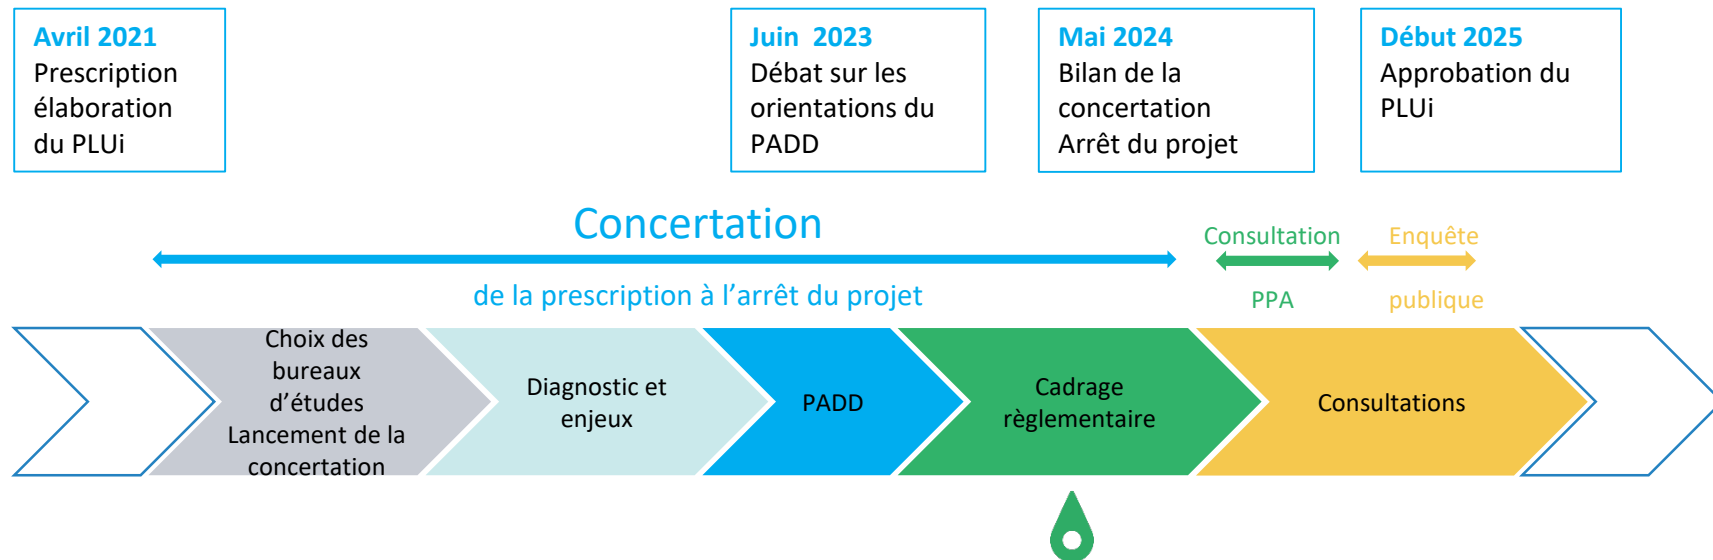 Avril 2021
Prescription
élaboration
du PLUi
Juin  2023
Débat sur les
orientations du
PADD
Mai 2024
Bilan de la
concertation
Arrêt du projet
Début 2025
Approbation du
PLUi
Concertation
de la prescription à l’arrêt du projet
Consultation
PPA
Enquête
publique
Choix des
bureaux
d’études
Lancement de la
concertation
Diagnostic et
enjeux
PADD
Cadrage
règlementaire
Consultations